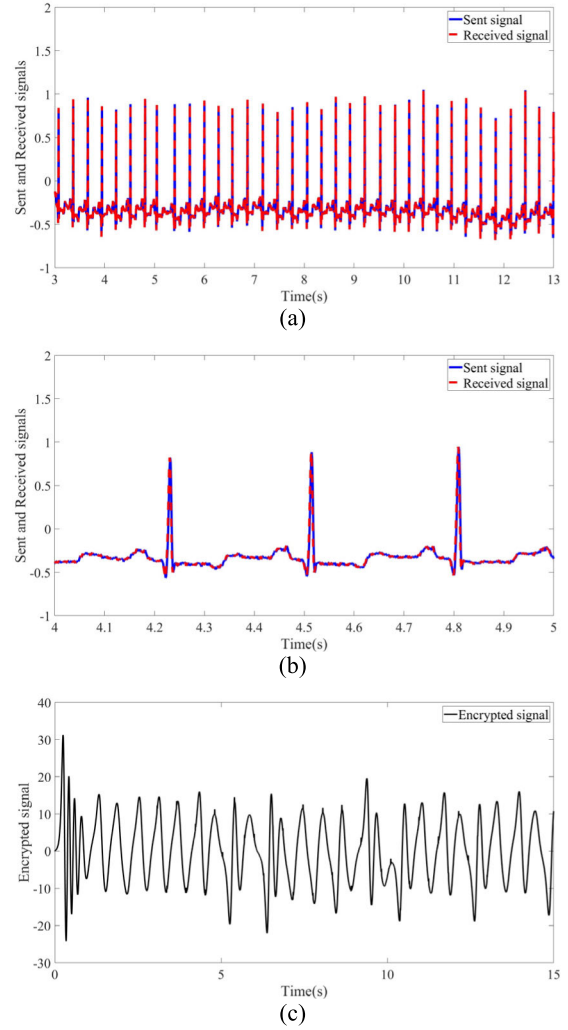 2
1.5
1
0.5
0
-0.5
-1
Sent and Received signals
Sent signal
Received signal
3 4 5 6 7 8 9 10 11 12 13
Time(s)
(a)
2
1.5
1
0.5
0
-0.5
-1
Sent and Received signals
Sent signal
Received signal
4 4.1 4.2 4.3 4.4 4.5 4.6 4.7 4.8 4.9 5
Time(s)
(b)
40
30
20
10
0
-10
-20
-30
Encrypted signal
Encrypted signal
0 5 10 15
Time(s)
(c)